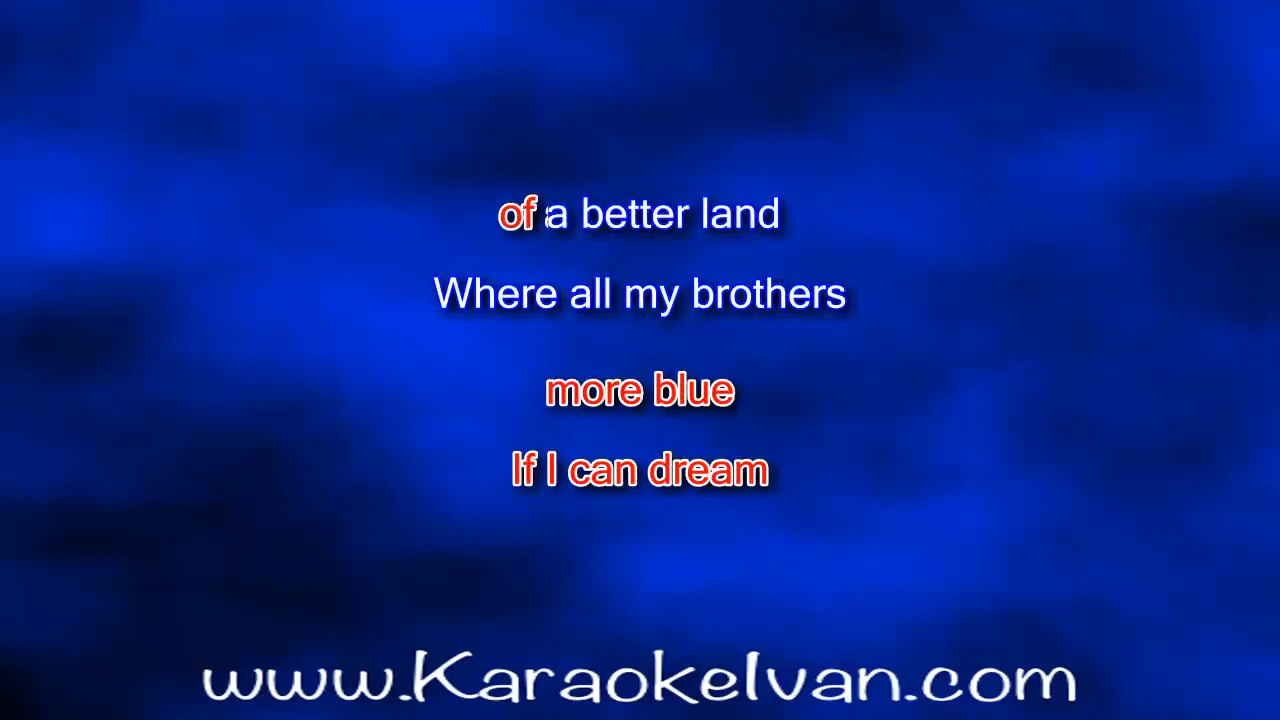 of a better land
Where all my brothers
more blue
If I can dream
www.KaraokeIvan.com